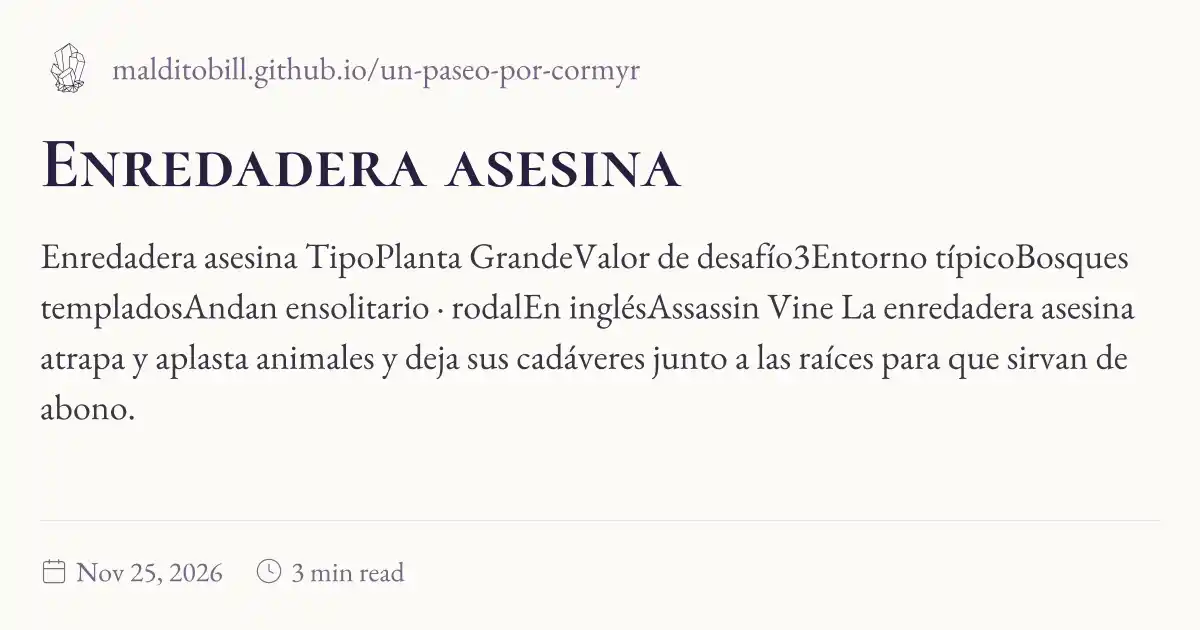 malditobill.github.io/un-paseo-por-cormyr
Enredadera asesina
Enredadera asesina TipoPlanta GrandeValor de desafío3Entorno típicoBosques
templadosAndan ensolitario · rodalEn inglésAssassin Vine La enredadera asesina
atrapa y aplasta animales y deja sus cadáveres junto a las raíces para que sirvan de
abono.
Nov 25, 2026 3 min read